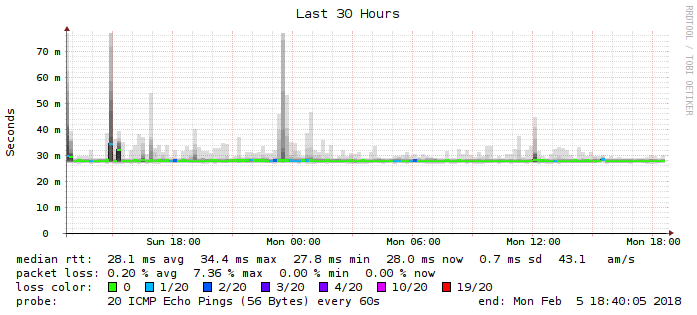 Last 30 Hours
RRDTOOL / TOBI OETIKER
Seconds
70 m
60 m
50 m
40 m
30 m
20 m
10 m
0
Sun 18:00 Mon 00:00 Mon 06:00 Mon 12:00 Mon 18:00
median rtt: 28.1 ms avg 34.4 ms max 27.8 ms min 28.0 ms now 0.7 ms sd 43.1 am/s
packet loss: 0.20 % avg 7.36 % max 0.00 % min 0.00 % now
loss color: 0 1/20 2/20 3/20 4/20 10/20 19/20
probe: 20 ICMP Echo Pings (56 Bytes) every 60s end: Mon Feb 5 18:40:05 2018